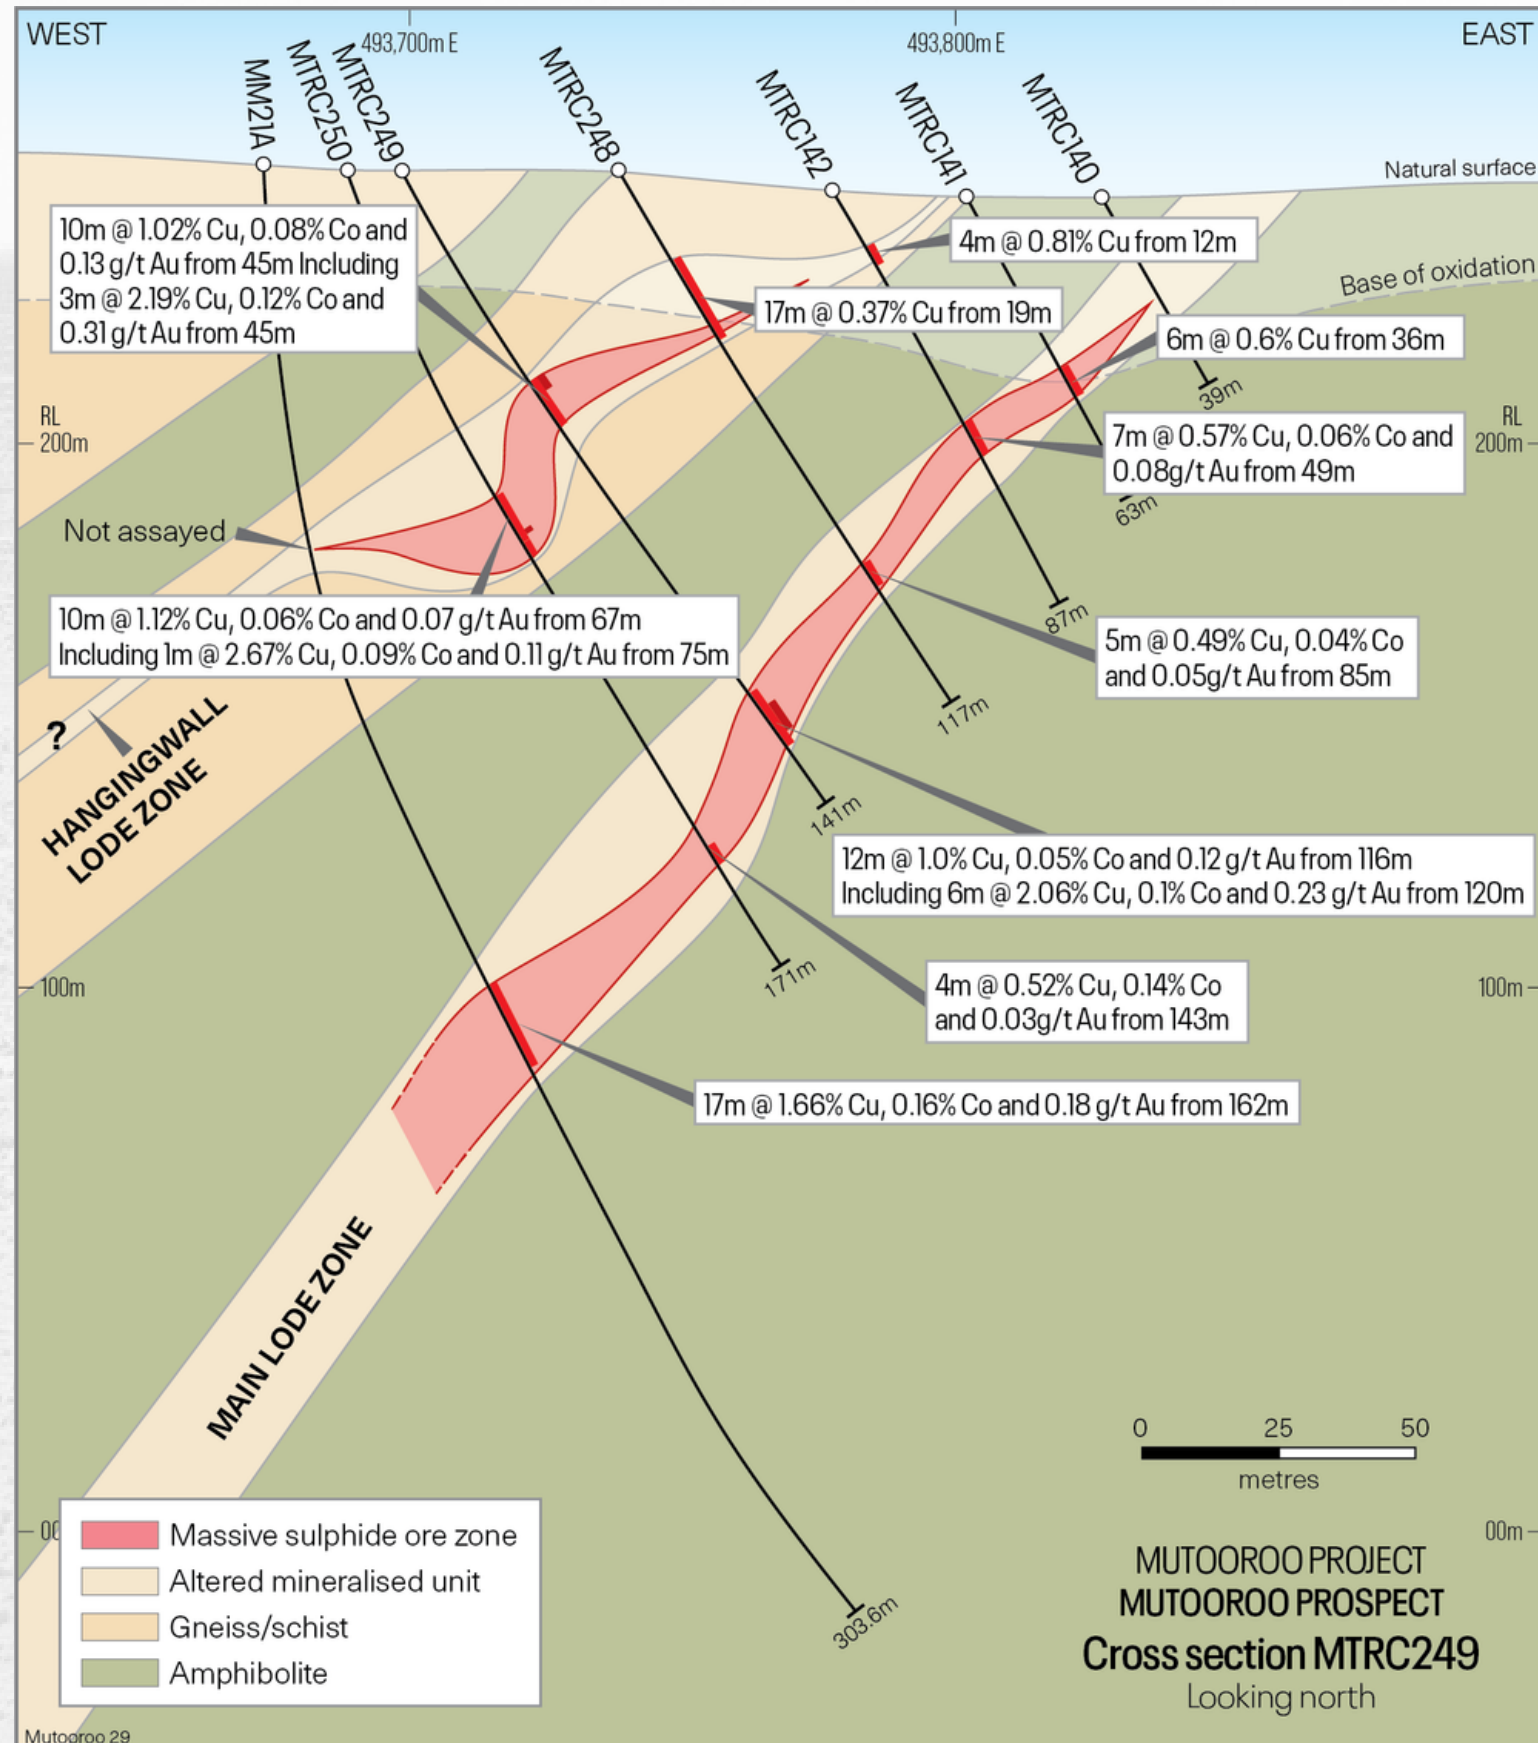 WEST
493,700m E
493,800m E
EAST
MM21A
MTRC250
MTRC249
MTRC248
MTRC142
MTRC141
MTRC140
Natural surface
10m @ 1.02% Cu, 0.08% Co and
0.13 g/t Au from 45m Including
3m @ 2.19% Cu, 0.12% Co and
0.31 g/t Au from 45m
4m @ 0.81% Cu from 12m
Base of oxidation
17m @ 0.37% Cu from 19m
6m @ 0.6% Cu from 36m
39m
RL
200m
RL
200m
7m @ 0.57% Cu, 0.06% Co and
0.08g/t Au from 49m
63m
Not assayed
87m
10m @ 1.12% Cu, 0.06% Co and 0.07 g/t Au from 67m
Including 1m @ 2.67% Cu, 0.09% Co and 0.11 g/t Au from 75m
5m @ 0.49% Cu, 0.04% Co
and 0.05g/t Au from 85m
117m
?
HANGINGWALL
LODE ZONE
141m
12m @ 1.0% Cu, 0.05% Co and 0.12 g/t Au from 116m
Including 6m @ 2.06% Cu, 0.1% Co and 0.23 g/t Au from 120m
171m
100m
100m
4m @ 0.52% Cu, 0.14% Co
and 0.03g/t Au from 143m
17m @ 1.66% Cu, 0.16% Co and 0.18 g/t Au from 162m
MAIN LODE ZONE
0 25 50
metres
00m
303.6m
Massive sulphide ore zone
Altered mineralised unit
Gneiss/schist
Amphibolite
MUTOOROO PROJECT
MUTOOROO PROSPECT
Cross section MTRC249
Looking north
Mutooroo 29